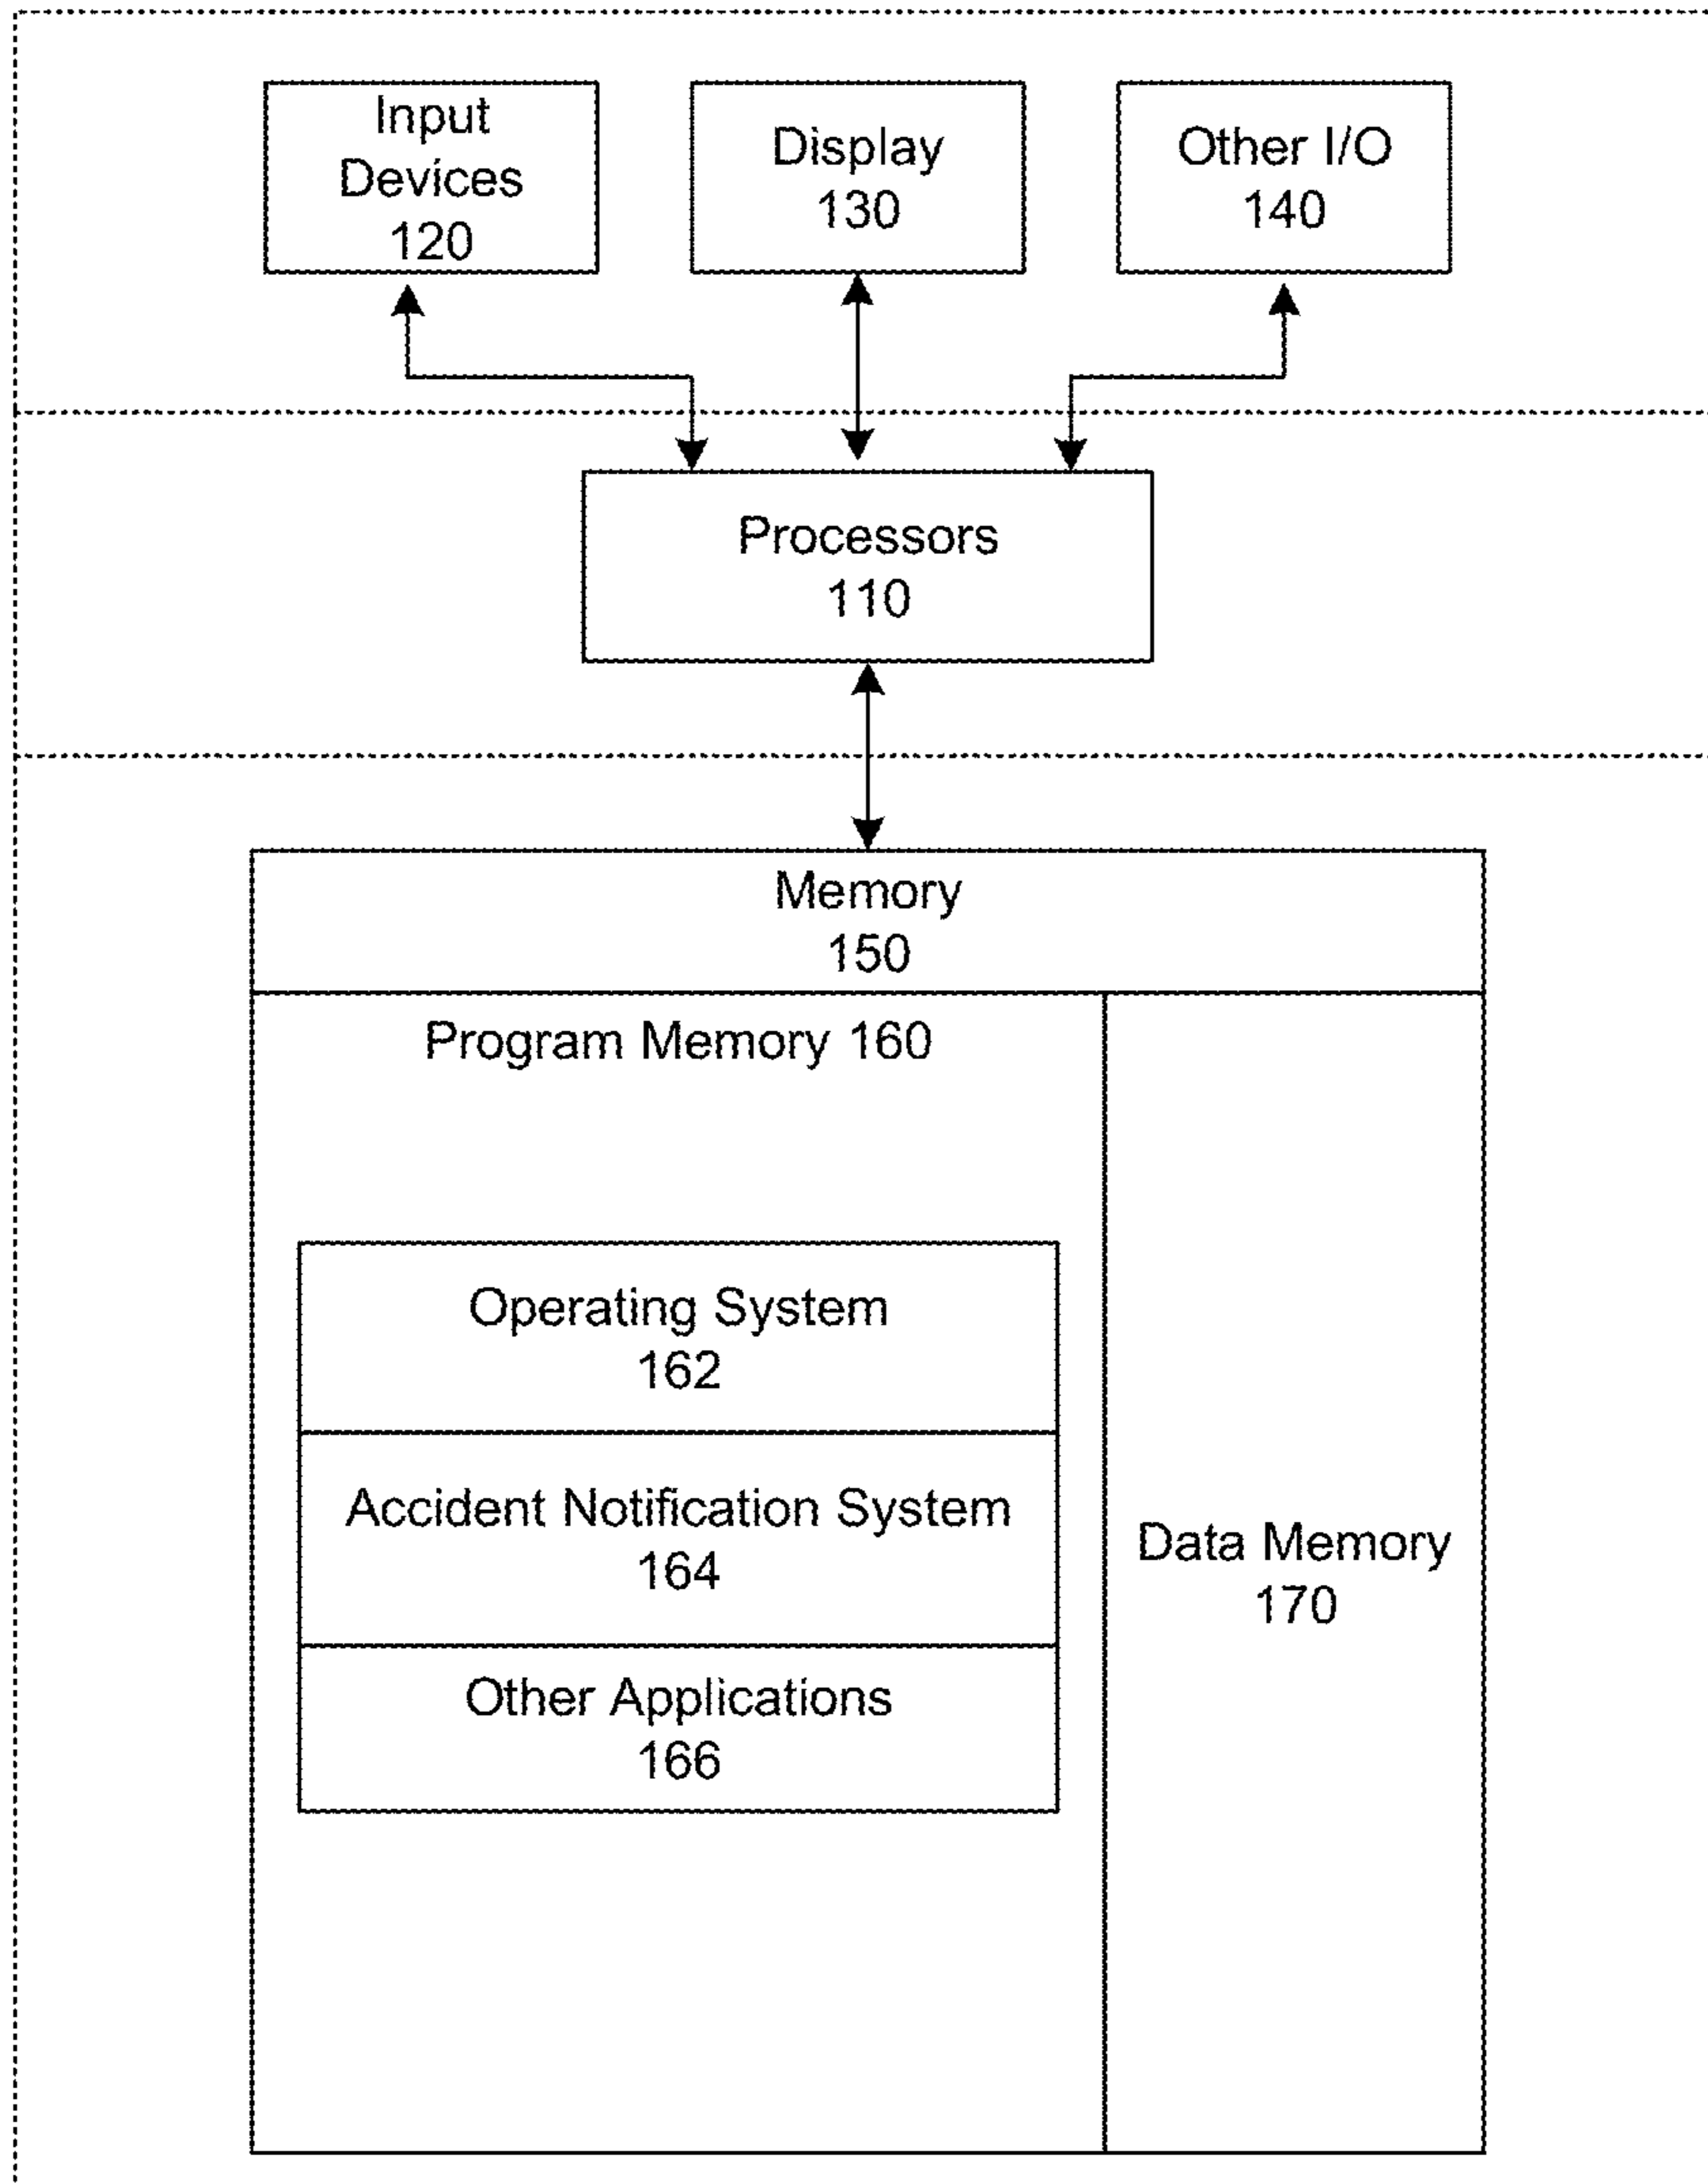 Input
Devices
120
Display
130
Other I/O
140
Processors
110
Memory
150
Program Memory 160
Operating System
162
Accident Notification System
164
Other Applications
166
Data Memory
170